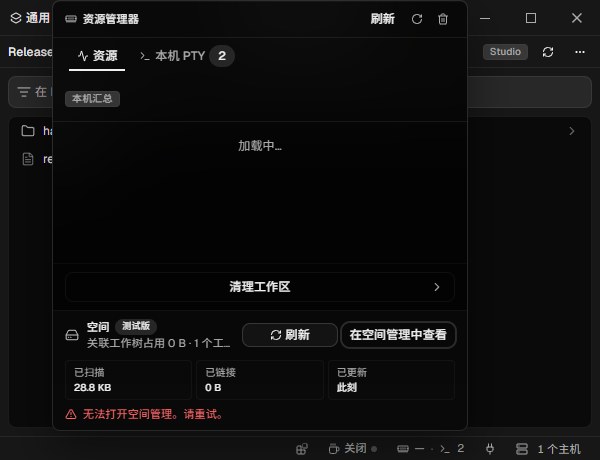 通用
资源管理器
刷新
Release
Studio
资源
本机 PTY
2
在
本机汇总
加载中…
清理工作区
空间
测试版
关联工作树占用 0 B · 1 个工…
刷新
在空间管理中查看
已扫描
28.8 KB
已链接
0 B
已更新
此刻
无法打开空间管理。请重试。
关闭
2
1 个主机